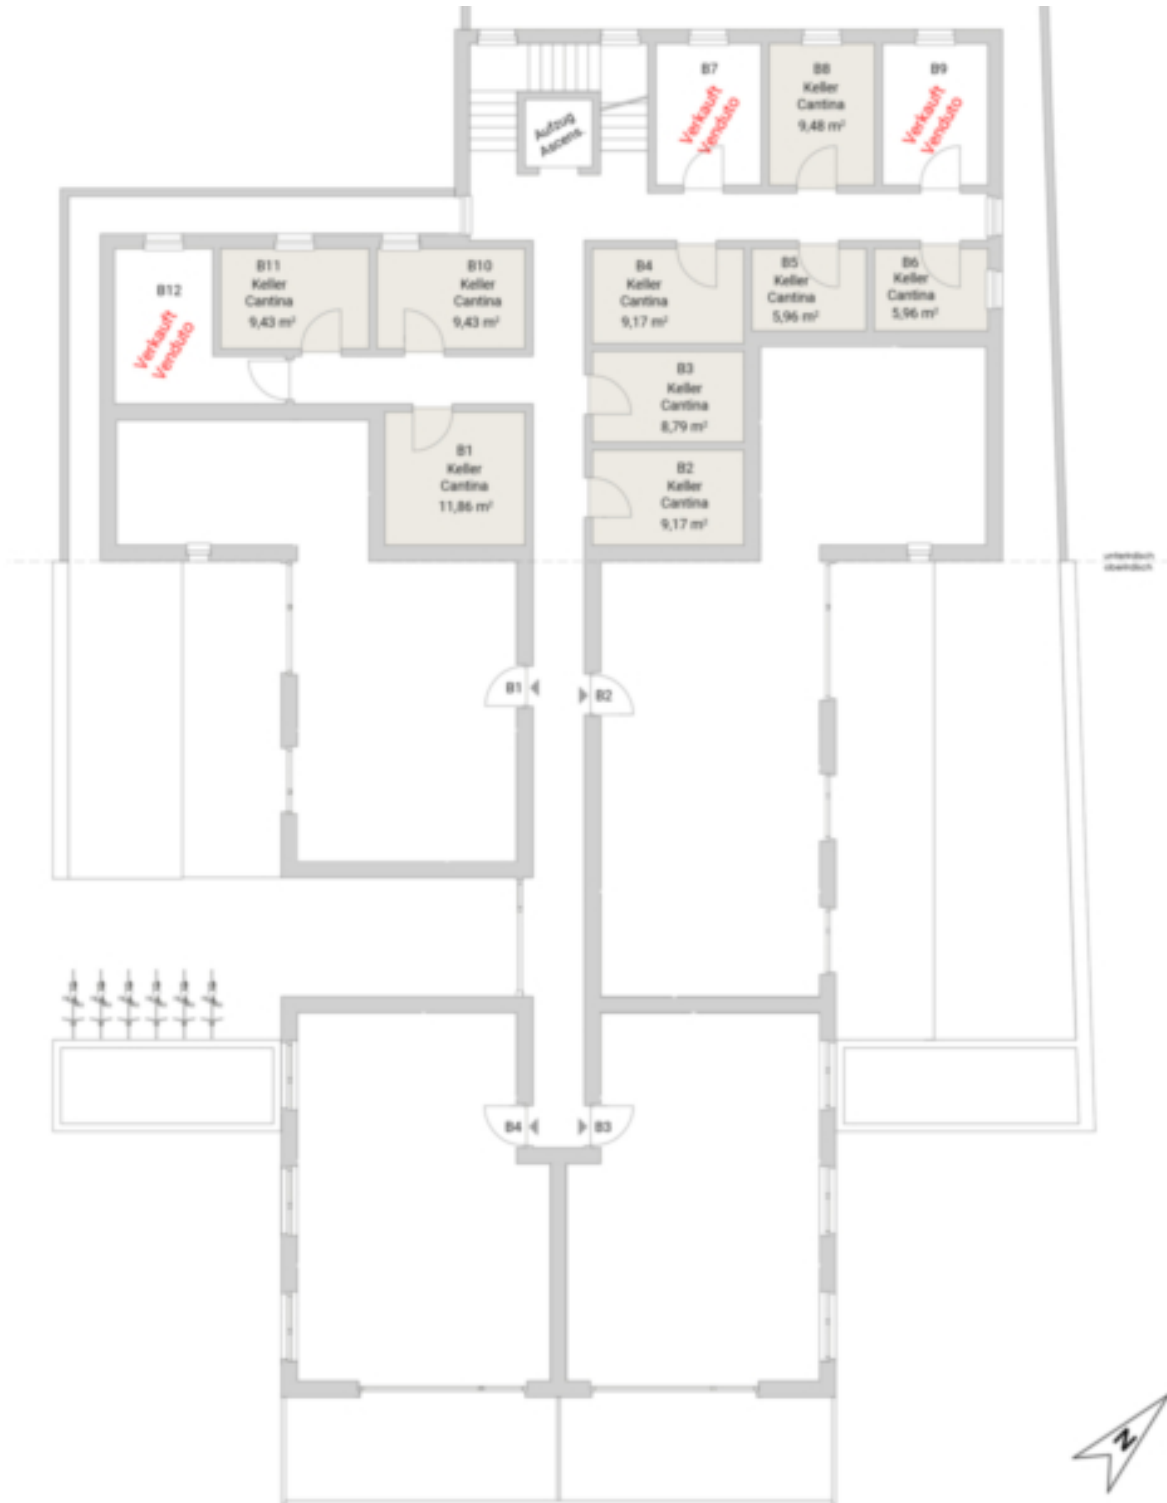 B7
Verkauft
Venduto
B8
Keller
Cantina
9,48 m²
B9
Verkauft
Venduto
Aufzug
Ascens.
B12
Verkauft
Venduto
B11
Keller
Cantina
9,43 m²
B10
Keller
Cantina
9,43 m²
B4
Keller
Cantina
9,17 m²
B5
Keller
Cantina
5,96 m²
B6
Keller
Cantina
5,96 m²
B3
Keller
Cantina
8,79 m²
B1
Keller
Cantina
11,86 m²
B2
Keller
Cantina
9,17 m²
unterirdisch
oberirdisch
B1
B2
B4
B3
N